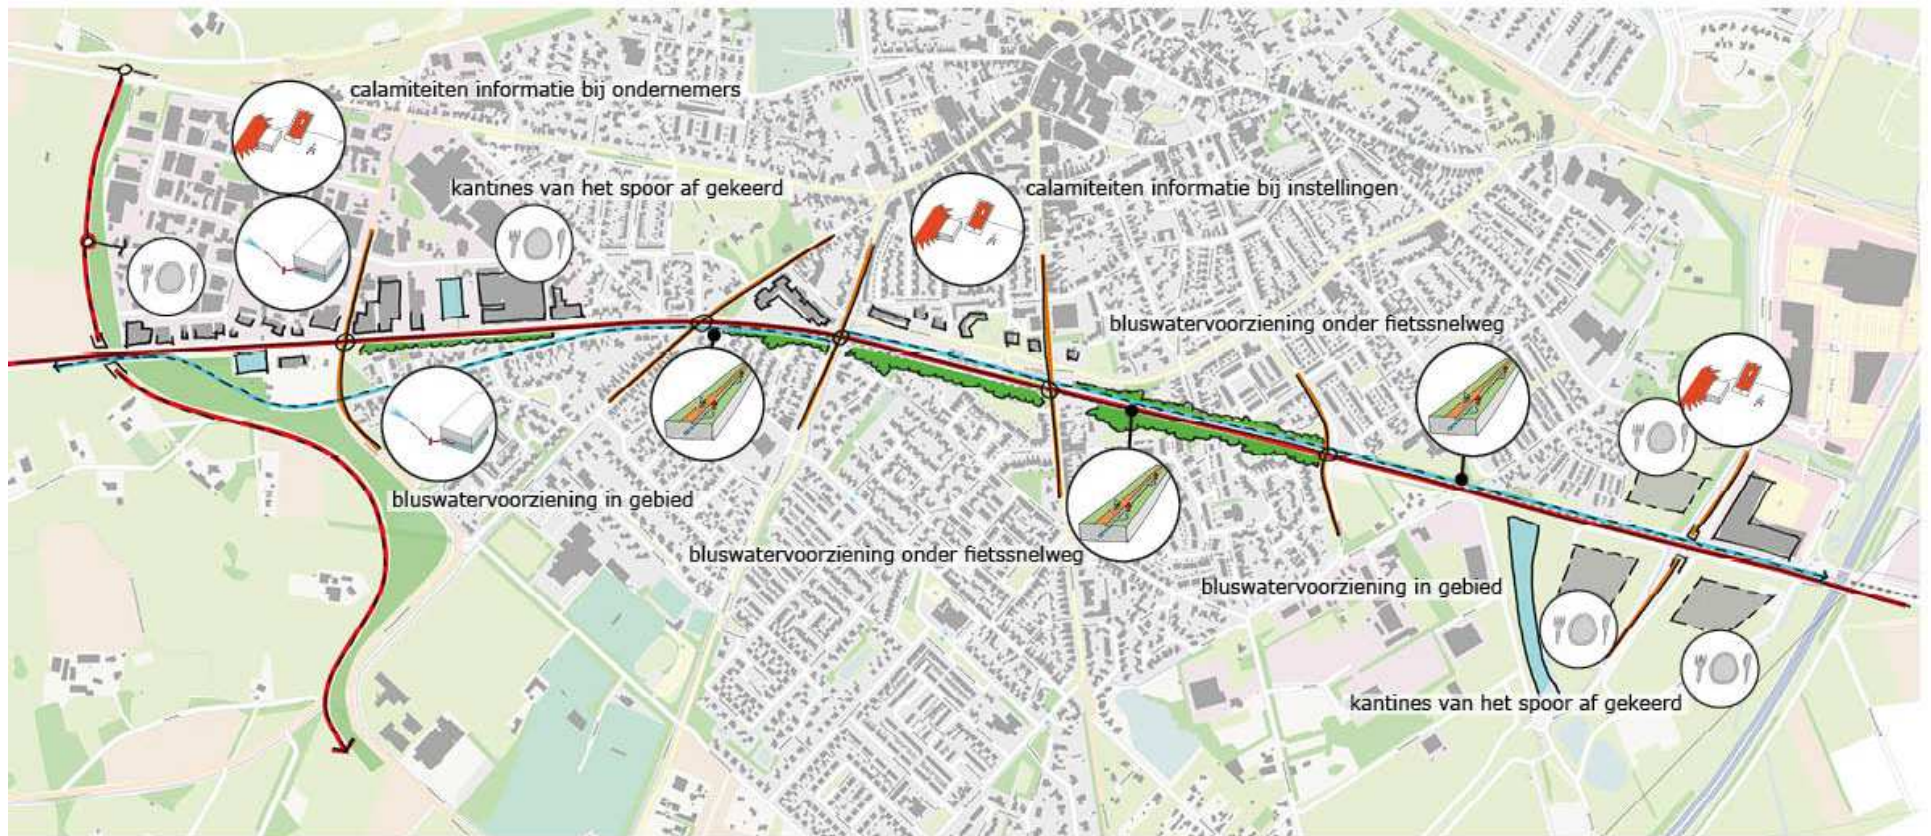 calamiteiten informatie bij ondernemers
kantines van het spoor af gekeerd
calamiteiten informatie bij instellingen
bluswatervoorziening onder fietssnelweg
bluswatervoorziening in gebied
bluswatervoorziening onder fietssnelweg
bluswatervoorziening in gebied
kantines van het spoor af gekeerd